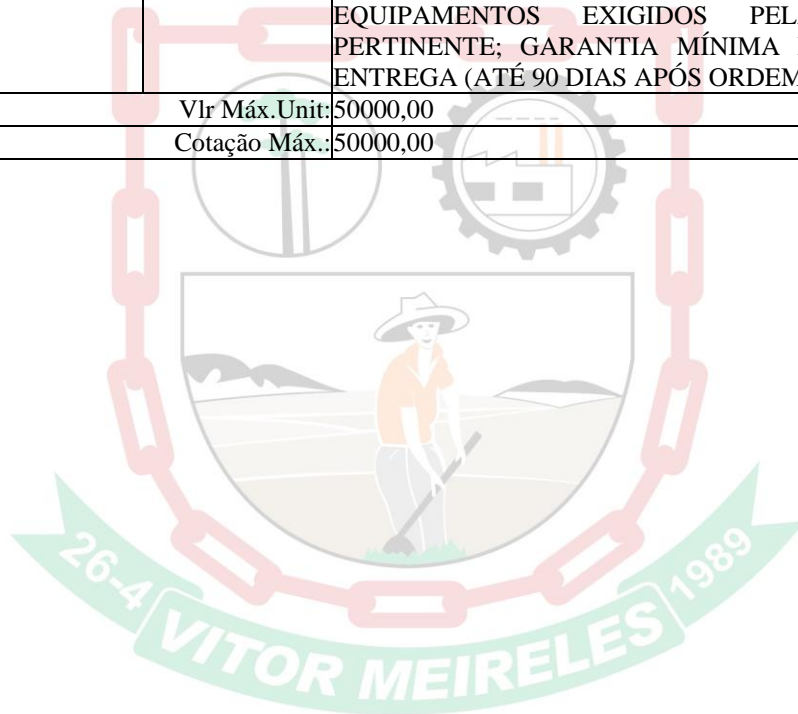 EQUIPAMENTOS EXIGIDOS PEL
PERTINENTE; GARANTIA MÍNIMA
ENTREGA (ATÉ 90 DIAS APÓS ORDEM
Vlr Máx.Unit: 50000,00
Cotação Máx.: 50000,00
26-4 VITOR MEIRELES 1989